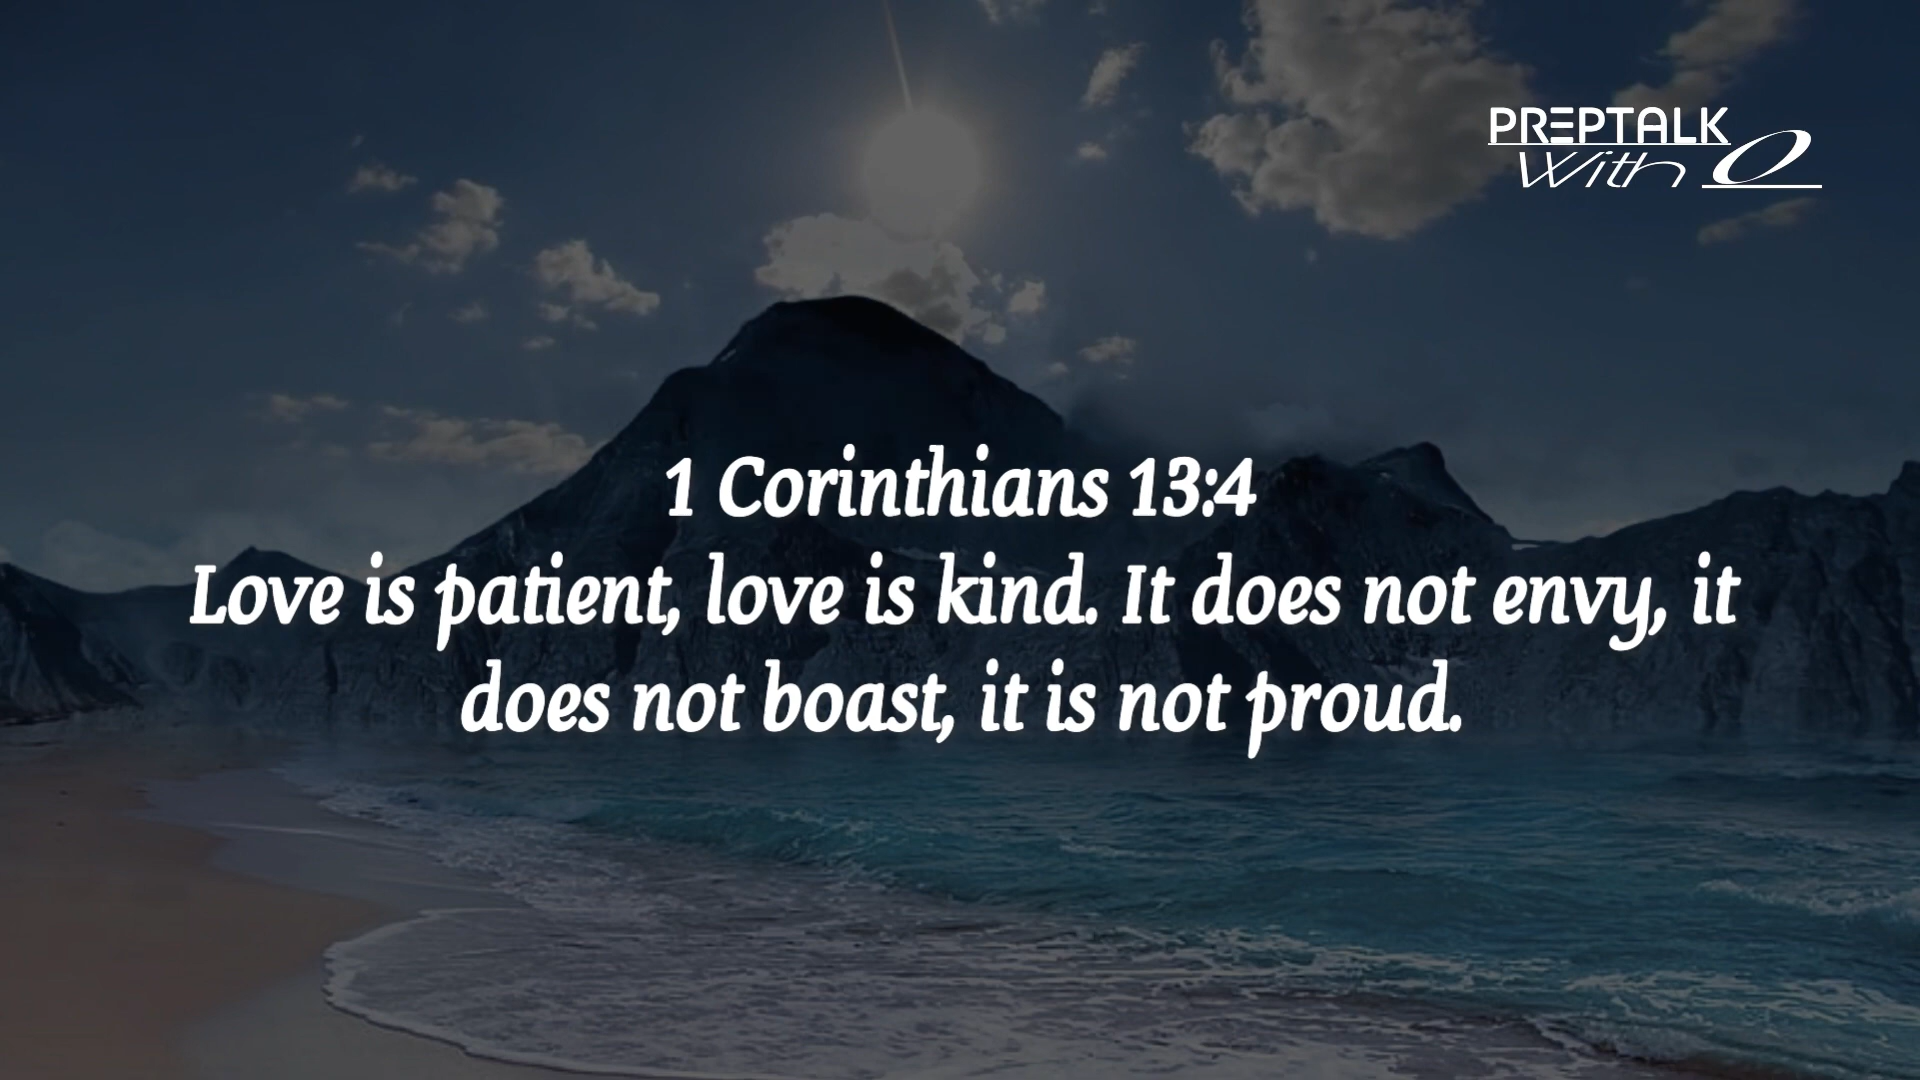 PREPTALK
With O
1 Corinthians 13:4
Love is patient, love is kind. It does not envy, it
does not boast, it is not proud.